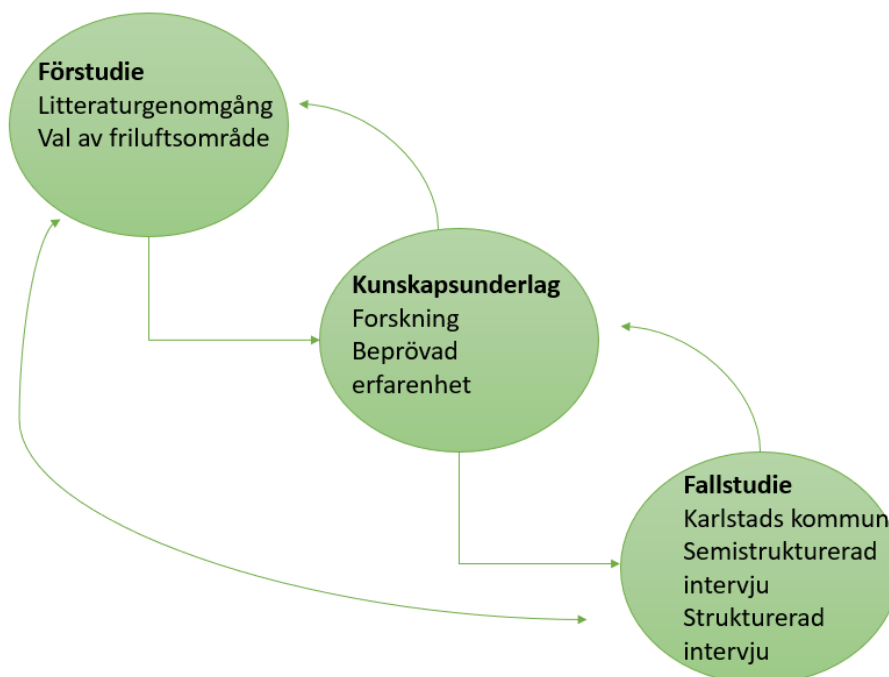 Förstudie
Litteraturgenomgång
Val av friluftsområde
Kunskapsunderlag
Forskning
Beprövad
erfarenhet
Fallstudie
Karlstads kommun
Semistrukturerad
intervju
Strukturerad
intervju